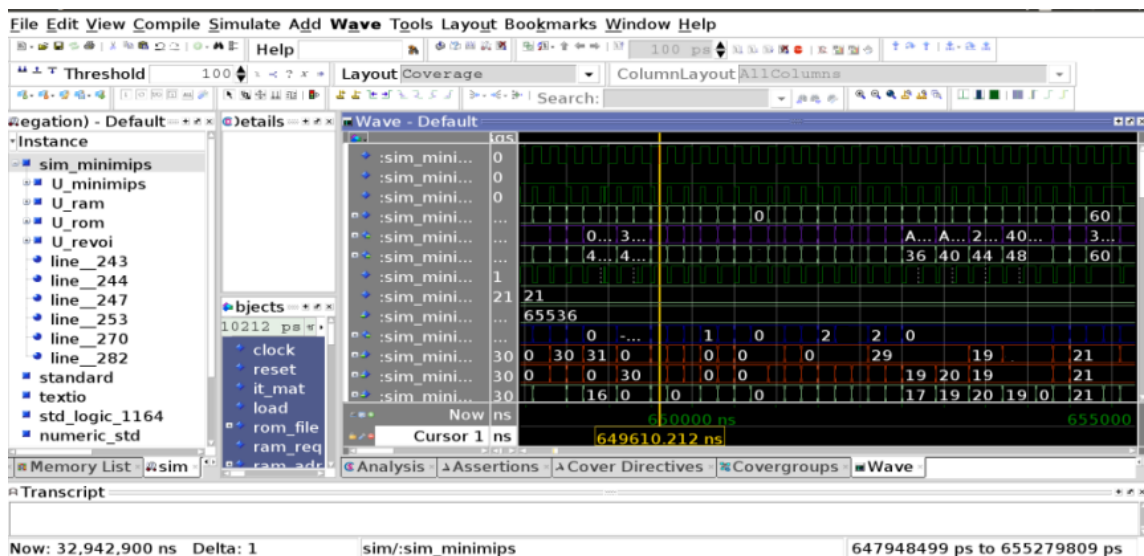 File Edit View Compile Simulate Add Wave Tools Layout Bookmarks Window Help
Help 100 ps
Threshold 100 Layout Coverage ColumnLayout AllColumns
Search:
egation) - Default
Instance
sim_minimips
U_minimips
U_ram
U_rom
U_revoi
line__243
line__244
line__247
line__253
line__270
line__282
standard
textio
std_logic_1164
numeric_std
Memory List sim
etails
bjects
10212 ps
clock
reset
it_mat
load
rom_file
ram_req
ram_adr
Wave - Default
:sim_mini... 0
:sim_mini... 0
:sim_mini... 0
:sim_mini... ... 0 60
:sim_mini... ... 0... 3... A... A... 2... 40... 3...
:sim_mini... ... 4... 4... 36 40 44 48 60
:sim_mini... 1
:sim_mini... 21 21
:sim_mini... 65536
:sim_mini... ... 0 -... 1 0 2 2 0
:sim_mini... 30 0 30 31 0 0 0 0 29 19 21
:sim_mini... 30 0 0 30 0 0 19 20 19 21
:sim_mini... 30 16 0 0 0 17 19 20 19 0 21
Now ns 650000 ns 655000
Cursor 1 ns 649610.212 ns
Analysis Assertions Cover Directives Covergroups Wave
Transcript
Now: 32,942,900 ns Delta: 1 sim/:sim_minimips 647948499 ps to 655279809 ps